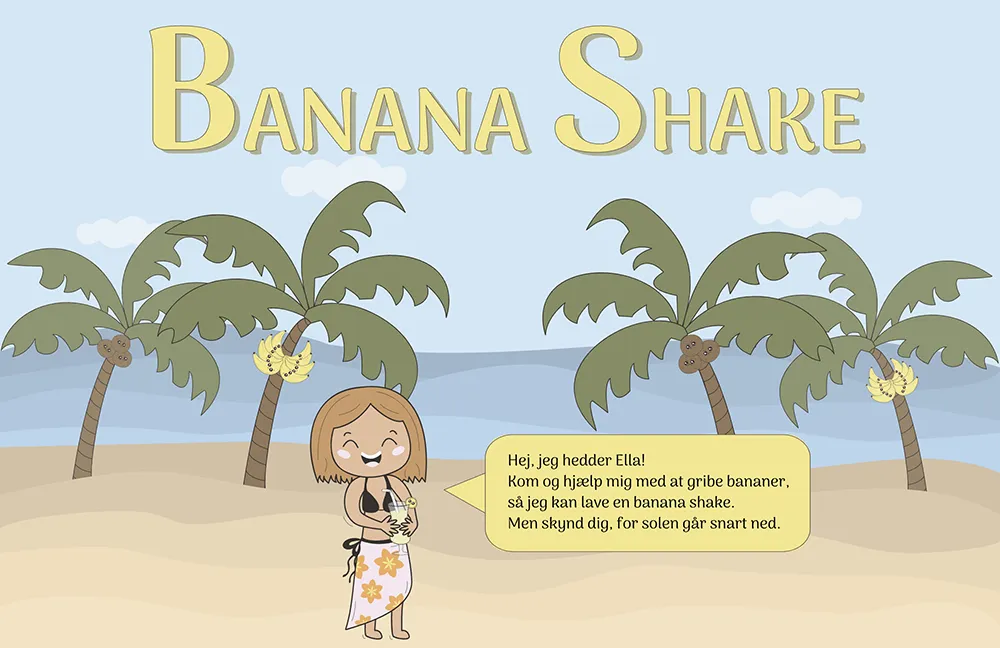 BANANA SHAKE
Hej, jeg hedder Ella!
Kom og hjælp mig med at gribe bananer,
så jeg kan lave en banana shake.
Men skynd dig, for solen går snart ned.